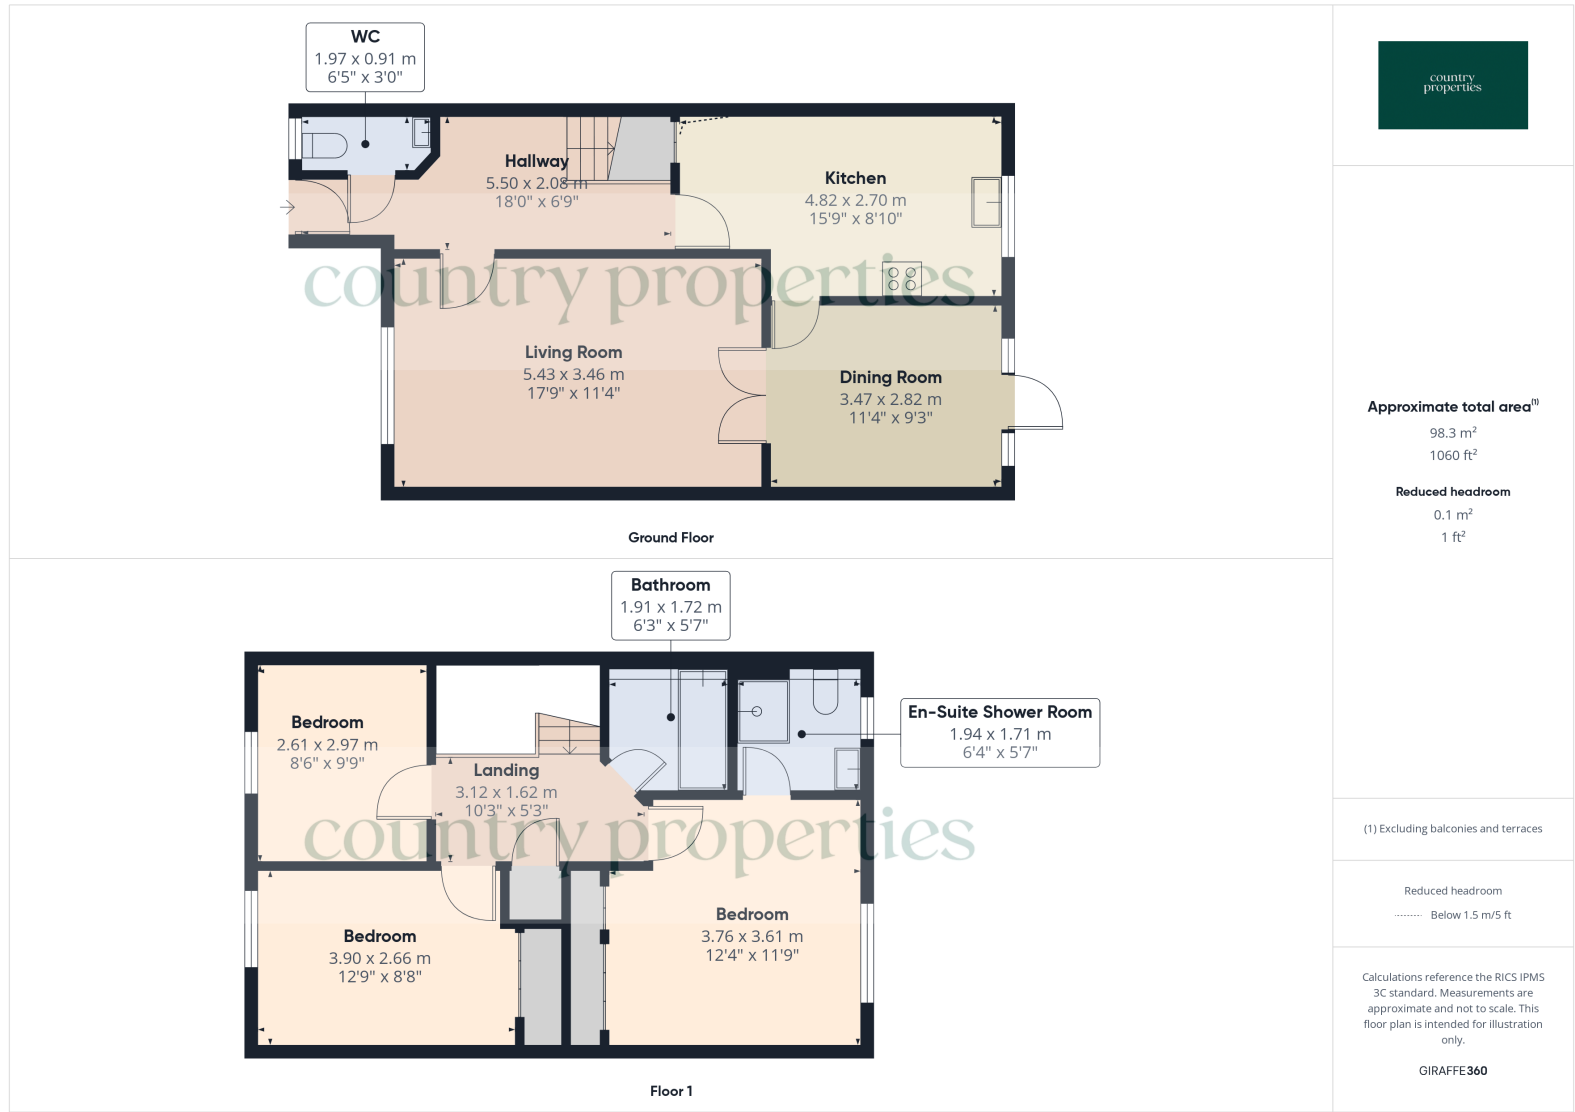 WC
1.97 x 0.91 m
6'5" x 3'0"
Hallway
5.50 x 2.08 m
18'0" x 6'9"
Kitchen
4.82 x 2.70 m
15'9" x 8'10"
country properties
Living Room
5.43 x 3.46 m
17'9" x 11'4"
Dining Room
3.47 x 2.82 m
11'4" x 9'3"
Ground Floor
Bathroom
1.91 x 1.72 m
6'3" x 5'7"
Bedroom
2.61 x 2.97 m
8'6" x 9'9"
En-Suite Shower Room
1.94 x 1.71 m
6'4" x 5'7"
Landing
3.12 x 1.62 m
10'3" x 5'3"
country properties
Bedroom
3.90 x 2.66 m
12'9" x 8'8"
Bedroom
3.76 x 3.61 m
12'4" x 11'9"
Floor 1
country
properties
Approximate total area(1)
98.3 m²
1060 ft²
Reduced headroom
0.1 m²
1 ft²
(1) Excluding balconies and terraces
Reduced headroom
Below 1.5 m/5 ft
Calculations reference the RICS IPMS
3C standard. Measurements are
approximate and not to scale. This
floor plan is intended for illustration
only.
GIRAFFE360